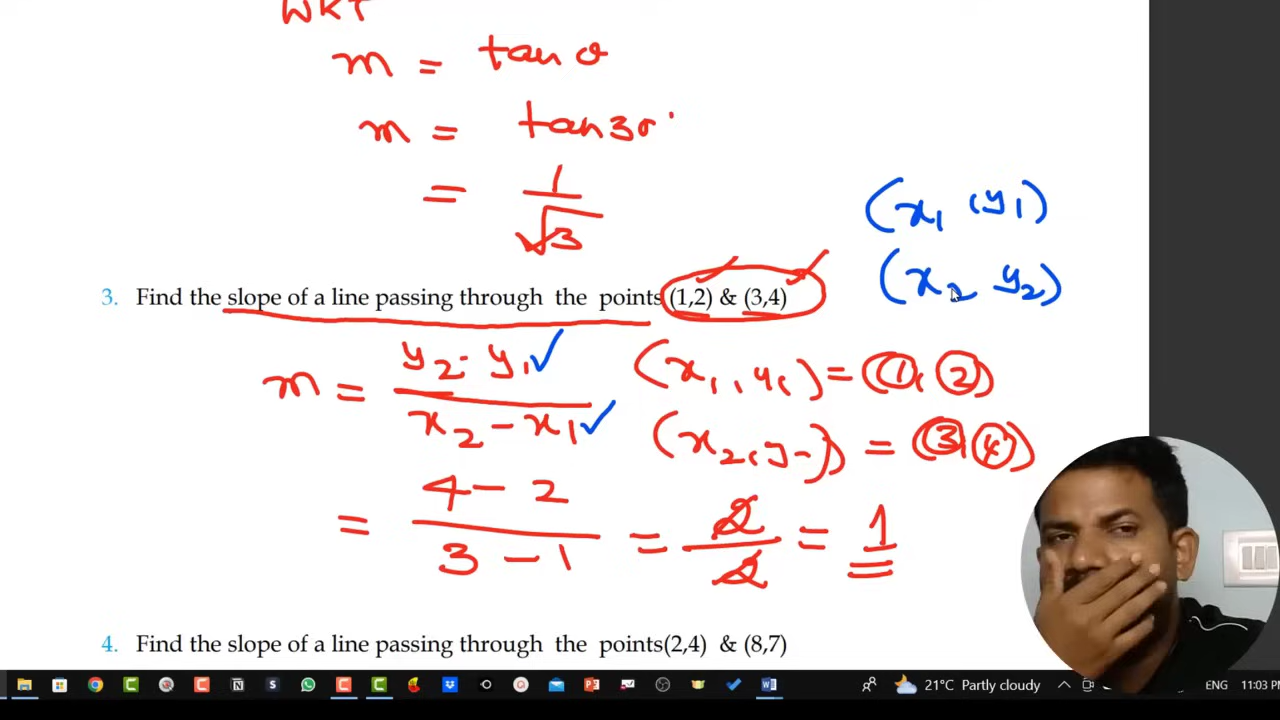 WKT
m = tan θ
m = tan 30°
= 1/√3
(x₁, y₁)
(x₂ y₂)
3. Find the slope of a line passing through the points (1,2) & (3,4)
m = y₂ - y₁ / x₂ - x₁
(x₁, y₁) = (1, 2)
(x₂, y₂) = (3, 4)
= 4 - 2 / 3 - 1 = 2/2 = 1
4. Find the slope of a line passing through the points(2,4) & (8,7)
21°C Partly cloudy ENG 11:03 PM